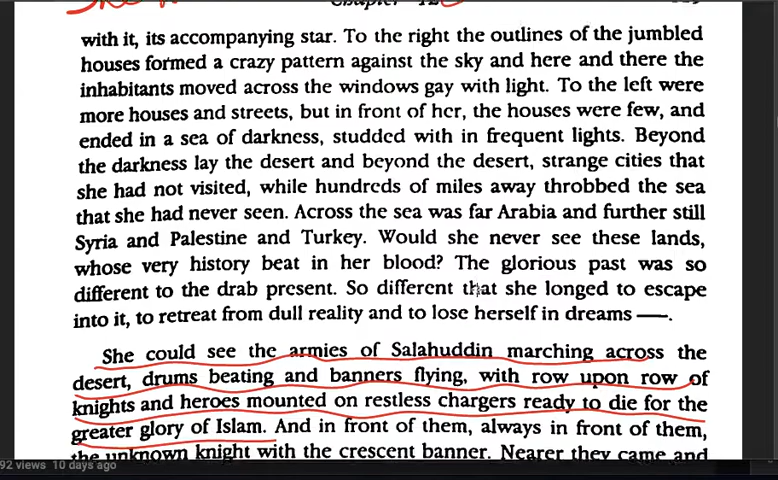 Chapter 12
with it, its accompanying star. To the right the outlines of the jumbled
houses formed a crazy pattern against the sky and here and there the
inhabitants moved across the windows gay with light. To the left were
more houses and streets, but in front of her, the houses were few, and
ended in a sea of darkness, studded with in frequent lights. Beyond
the darkness lay the desert and beyond the desert, strange cities that
she had not visited, while hundreds of miles away throbbed the sea
that she had never seen. Across the sea was far Arabia and further still
Syria and Palestine and Turkey. Would she never see these lands,
whose very history beat in her blood? The glorious past was so
different to the drab present. So different that she longed to escape
into it, to retreat from dull reality and to lose herself in dreams —.
She could see the armies of Salahuddin marching across the
desert, drums beating and banners flying, with row upon row of
knights and heroes mounted on restless chargers ready to die for the
greater glory of Islam. And in front of them, always in front of them,
the unknown knight with the crescent banner. Nearer they came and
92 views 10 days ago